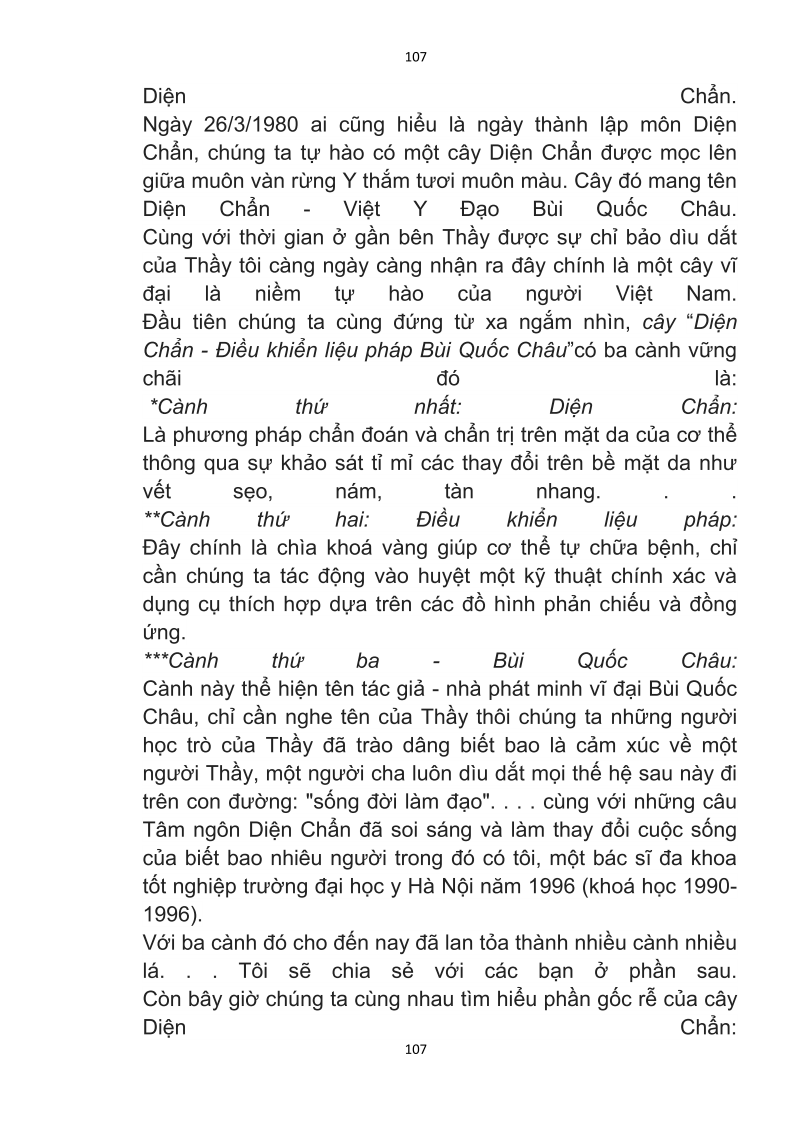 107
Diện Chẩn.
Ngày 26/3/1980 ai cũng hiểu là ngày thành lập môn Diện
Chẩn, chúng ta tự hào có một cây Diện Chẩn được mọc lên
giữa muôn vàn rừng Y thắm tươi muôn màu. Cây đó mang tên
Diện Chẩn - Việt Y Đạo Bùi Quốc Châu.
Cùng với thời gian ở gần bên Thầy được sự chỉ bảo dìu dắt
của Thầy tôi càng ngày càng nhận ra đây chính là một cây vĩ
đại là niềm tự hào của người Việt Nam.
Đầu tiên chúng ta cùng đứng từ xa ngắm nhìn, cây “Diện
Chẩn - Điều khiển liệu pháp Bùi Quốc Châu”có ba cành vững
chãi đó là:
*Cành thứ nhất: Diện Chẩn:
Là phương pháp chẩn đoán và chẩn trị trên mặt da của cơ thể
thông qua sự khảo sát tỉ mỉ các thay đổi trên bề mặt da như
vết sẹo, nám, tàn nhang. . .
**Cành thứ hai: Điều khiển liệu pháp:
Đây chính là chìa khoá vàng giúp cơ thể tự chữa bệnh, chỉ
cần chúng ta tác động vào huyệt một kỹ thuật chính xác và
dụng cụ thích hợp dựa trên các đồ hình phản chiếu và đồng
ứng.
***Cành thứ ba - Bùi Quốc Châu:
Cành này thể hiện tên tác giả - nhà phát minh vĩ đại Bùi Quốc
Châu, chỉ cần nghe tên của Thầy thôi chúng ta những người
học trò của Thầy đã trào dâng biết bao là cảm xúc về một
người Thầy, một người cha luôn dìu dắt mọi thế hệ sau này đi
trên con đường: "sống đời làm đạo". . . . cùng với những câu
Tâm ngôn Diện Chẩn đã soi sáng và làm thay đổi cuộc sống
của biết bao nhiêu người trong đó có tôi, một bác sĩ đa khoa
tốt nghiệp trường đại học y Hà Nội năm 1996 (khoá học 1990-
1996).
Với ba cành đó cho đến nay đã lan tỏa thành nhiều cành nhiều
lá. . . Tôi sẽ chia sẻ với các bạn ở phần sau.
Còn bây giờ chúng ta cùng nhau tìm hiểu phần gốc rễ của cây
Diện Chẩn:
107